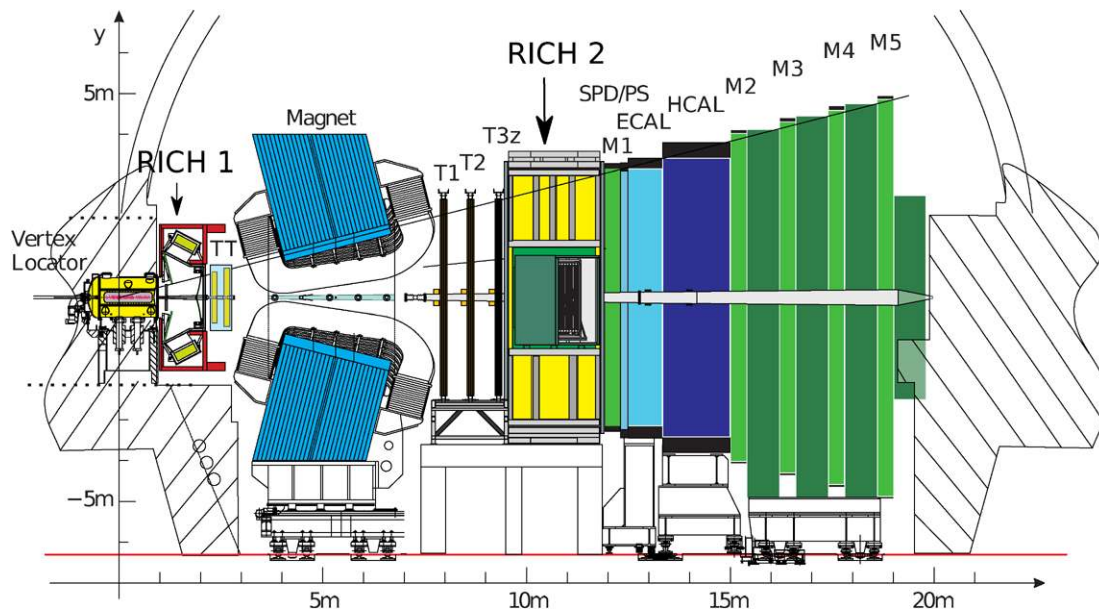 y
5m
−5m
Vertex
Locator
RICH 1
TT
Magnet
T1
T2
T3z
RICH 2
M1
SPD/PS
ECAL
HCAL
M2
M3
M4
M5
5m
10m
15m
20m